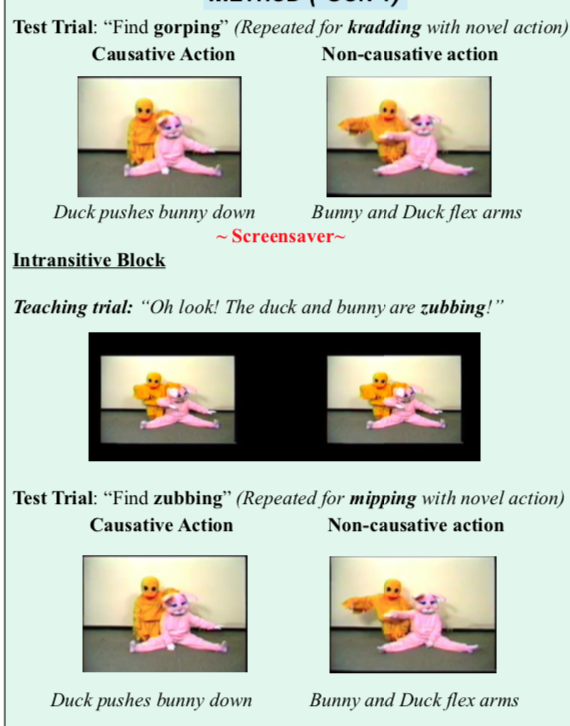 Test Trial: “Find gorping” (Repeated for kradding with novel action)
Causative Action Non-causative action
Duck pushes bunny down Bunny and Duck flex arms
~ Screensaver~
Intransitive Block
Teaching trial: “Oh look! The duck and bunny are zubbing!”
Test Trial: “Find zubbing” (Repeated for mipping with novel action)
Causative Action Non-causative action
Duck pushes bunny down Bunny and Duck flex arms